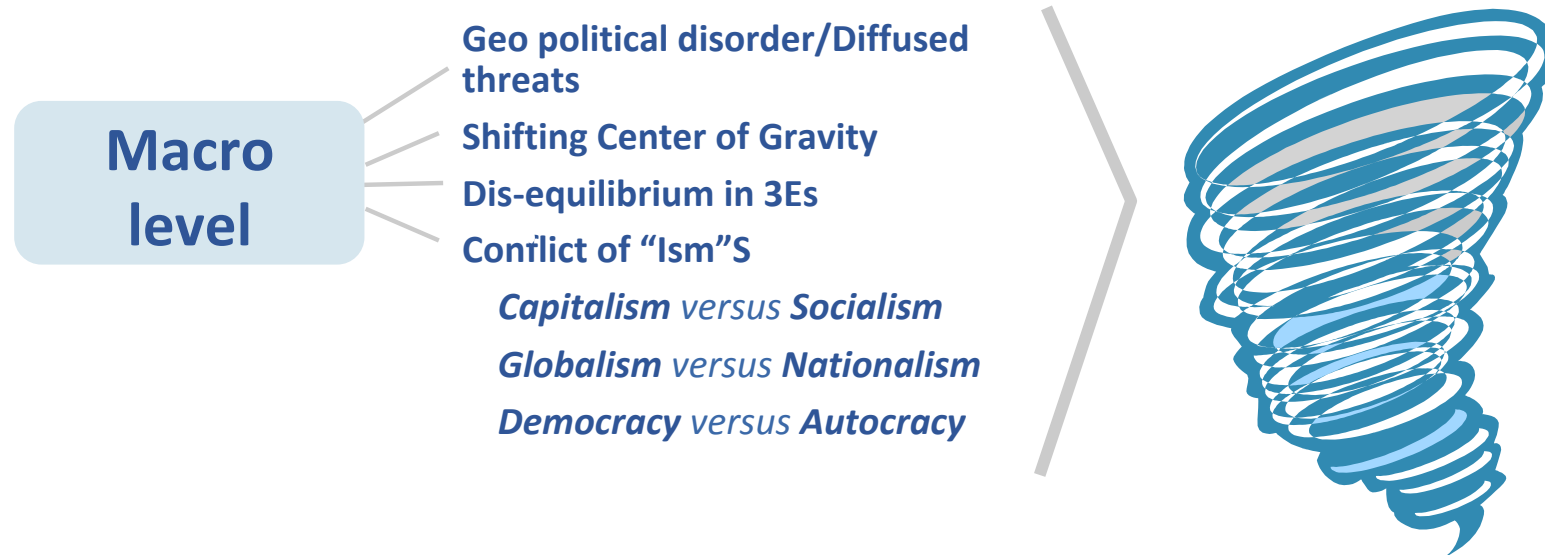 Geo political disorder/Diffused
threats
Macro
level
Shifting Center of Gravity
Dis-equilibrium in 3Es
Conflict of “Ism”S
Capitalism versus Socialism
Globalism versus Nationalism
Democracy versus Autocracy